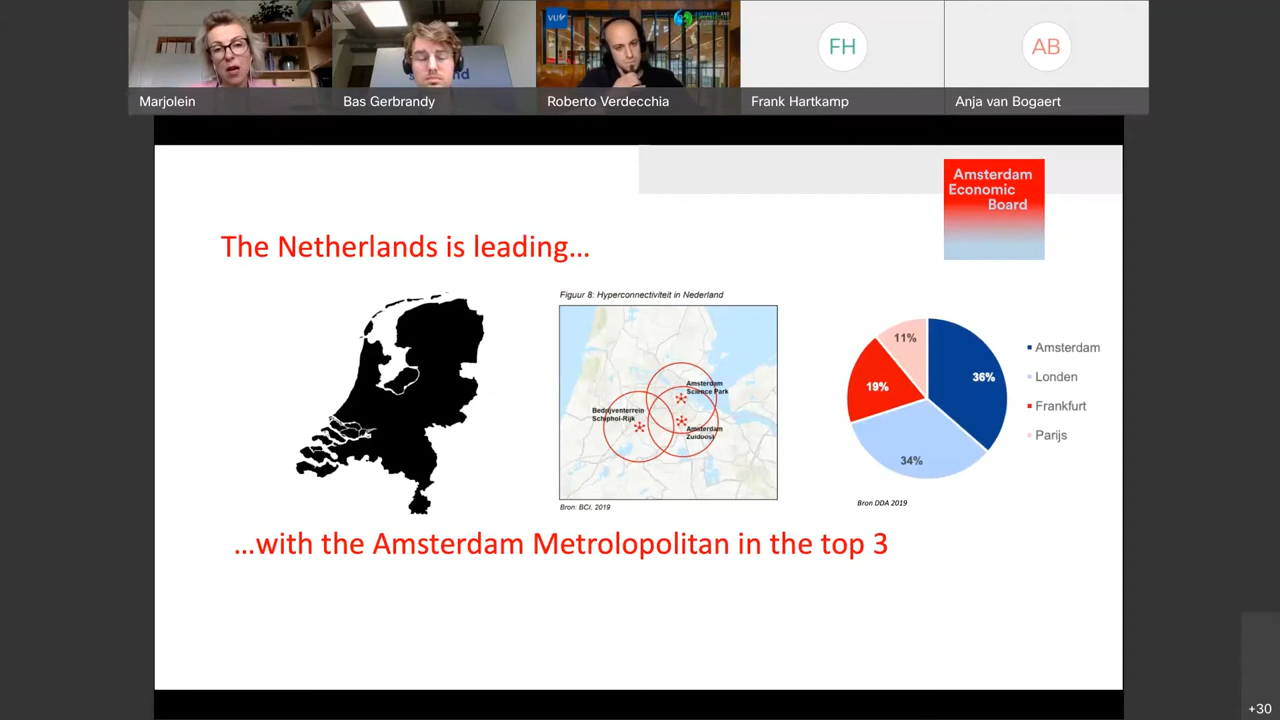 VU
FH
AB
Marjolein
Bas Gerbrandy
Roberto Verdecchia
Frank Hartkamp
Anja van Bogaert
Amsterdam
Economic
Board
The Netherlands is leading...
Figuur 8: Hyperconnectiviteit in Nederland
Amsterdam
Science Park
Bedrijventerrein
Schiphol-Rijk
Amsterdam
Zuidoost
Bron: BCI, 2019
11%
36%
19%
34%
Amsterdam
Londen
Frankfurt
Parijs
Bron DDA 2019
...with the Amsterdam Metrolopolitan in the top 3
+30